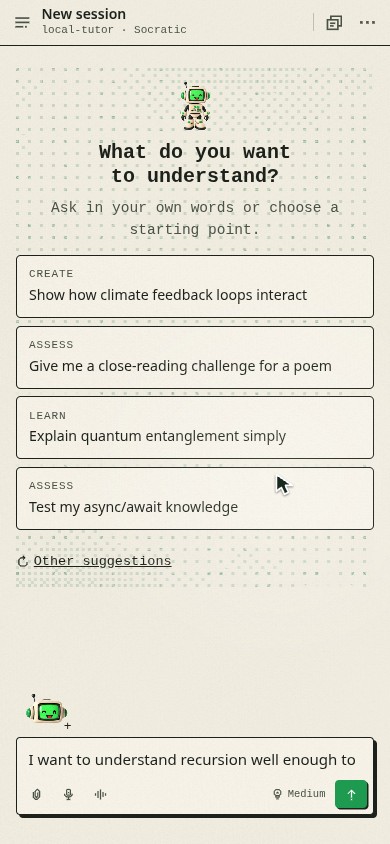 New session
local-tutor · Socratic
What do you want
to understand?
Ask in your own words or choose a
starting point.
CREATE
Show how climate feedback loops interact
ASSESS
Give me a close-reading challenge for a poem
LEARN
Explain quantum entanglement simply
ASSESS
Test my async/await knowledge
Other suggestions
I want to understand recursion well enough to
Medium